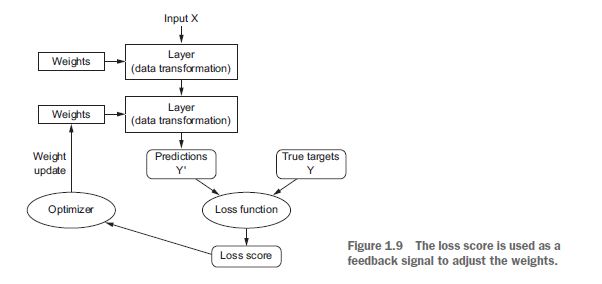 Input X
Layer
(data transformation)
Weights
Layer
(data transformation)
Weights
Weight
update
Predictions
Y'
True targets
Y
Optimizer
Loss function
Loss score
Figure 1.9 The loss score is used as a
feedback signal to adjust the weights.